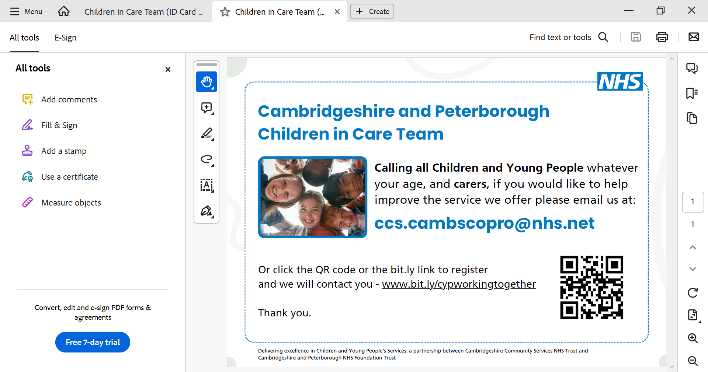 Menu
Children in Care Team (ID Card ...
Children in Care Team (...
Create
All tools
E-Sign
Find text or tools
All tools
Add comments
Fill & Sign
Add a stamp
Use a certificate
Measure objects
Convert, edit and e-sign PDF forms &
agreements
Free 7-day trial
NHS
Cambridgeshire and Peterborough
Children in Care Team
Calling all Children and Young People whatever
your age, and carers, if you would like to help
improve the service we offer please email us at:
ccs.cambscopro@nhs.net
Or click the QR code or the bit.ly link to register
and we will contact you - www.bit.ly/cypworkingtogether
Thank you.
Delivering excellence in Children and Young People's Services: a partnership between Cambridgeshire Community Services NHS Trust and
Cambridgeshire and Peterborough NHS Foundation Trust
1
1